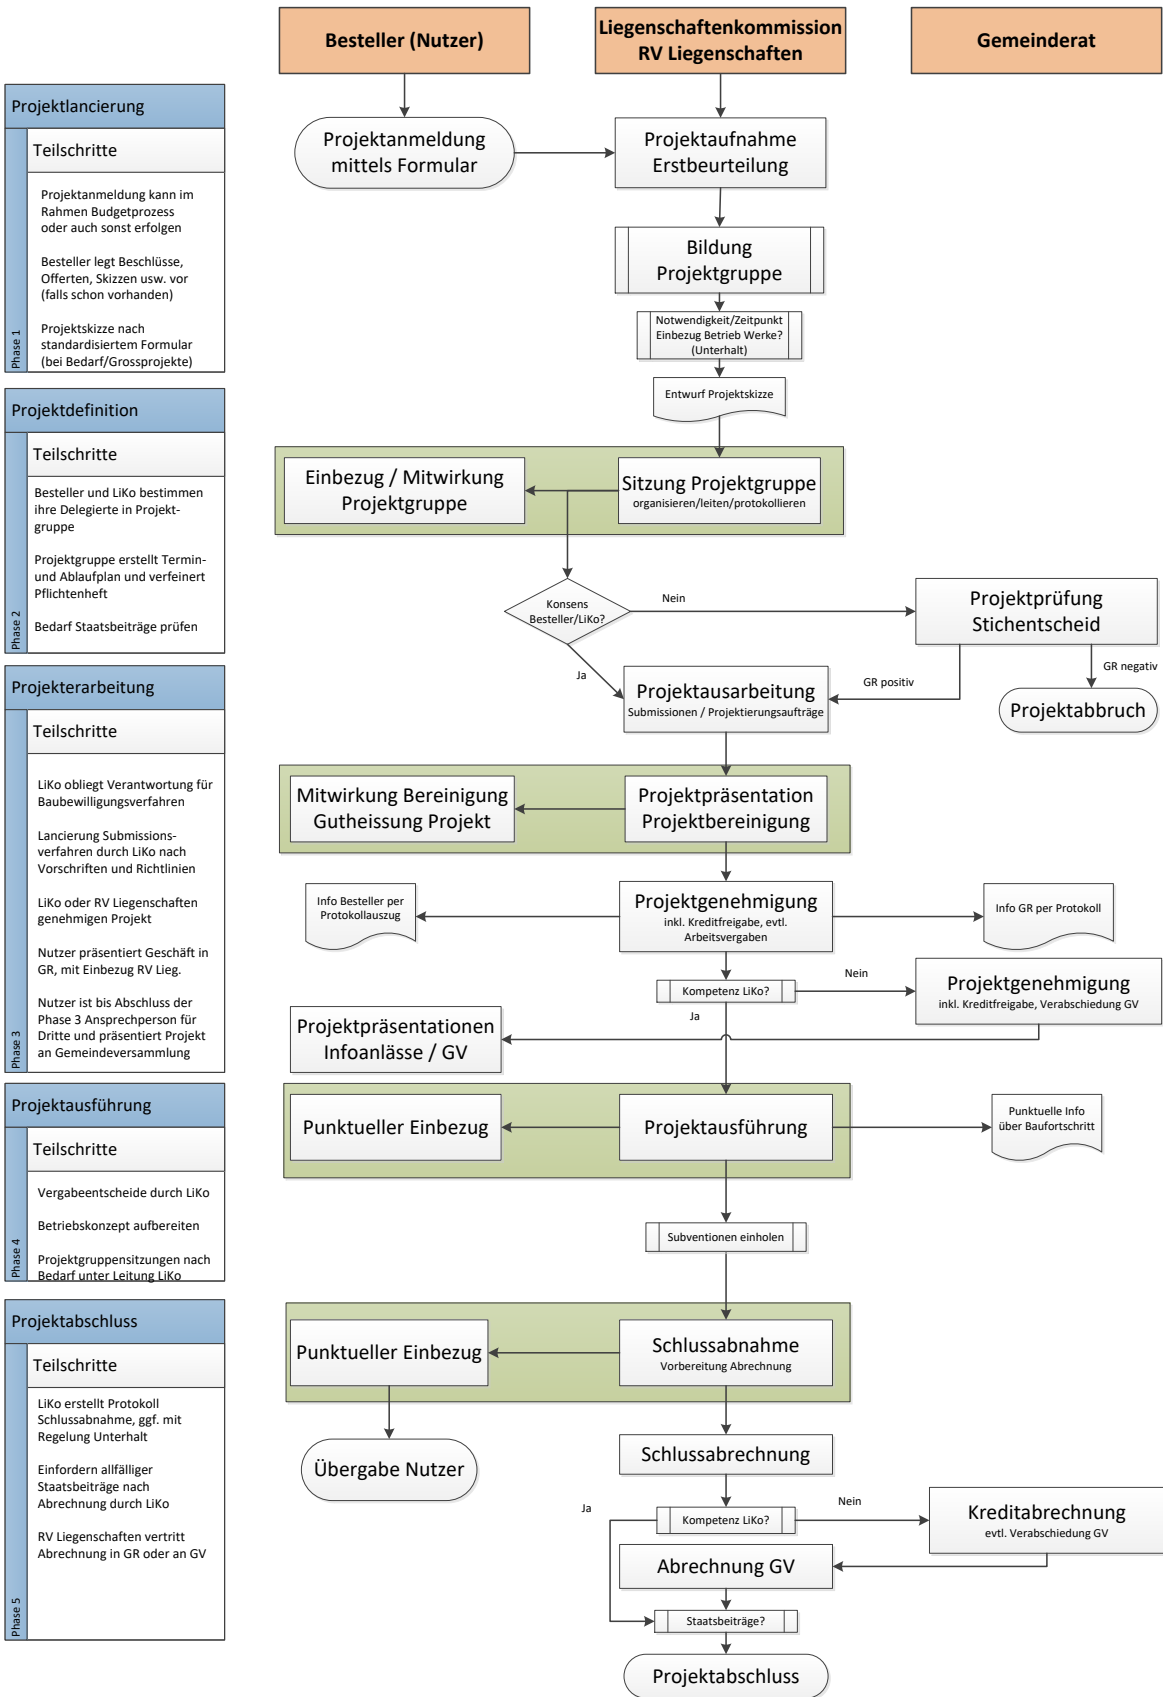 Besteller (Nutzer)
Liegenschaftenkommission
RV Liegenschaften
Gemeinderat
Projektlancierung
Teilschritte
Projektanmeldung kann im
Rahmen Budgetprozess
oder auch sonst erfolgen
Besteller legt Beschlüsse,
Offerten, Skizzen usw. vor
(falls schon vorhanden)
Projektskizze nach
standardisiertem Formular
(bei Bedarf/Grossprojekte)
Phase 1
Projektanmeldung
mittels Formular
Projektaufnahme
Erstbeurteilung
Bildung
Projektgruppe
Notwendigkeit/Zeitpunkt
Einbezug Betrieb Werke?
(Unterhalt)
Entwurf Projektskizze
Projektdefinition
Teilschritte
Besteller und LiKo bestimmen
ihre Delegierte in Projekt-
gruppe
Projektgruppe erstellt Termin-
und Ablaufplan und verfeinert
Pflichtenheft
Bedarf Staatsbeiträge prüfen
Phase 2
Einbezug / Mitwirkung
Projektgruppe
Sitzung Projektgruppe
organisieren/leiten/protokollieren
Konsens
Besteller/LiKo?
Nein
Projektprüfung
Stichentscheid
Ja
GR positiv
GR negativ
Projektabbruch
Projekterarbeitung
Teilschritte
LiKo obliegt Verantwortung für
Baubewilligungsverfahren
Lancierung Submissions-
verfahren durch LiKo nach
Vorschriften und Richtlinien
LiKo oder RV Liegenschaften
genehmigen Projekt
Nutzer präsentiert Geschäft in
GR, mit Einbezug RV Lieg.
Nutzer ist bis Abschluss der
Phase 3 Ansprechperson für
Dritte und präsentiert Projekt
an Gemeindeversammlung
Phase 3
Projektausarbeitung
Submissionen / Projektierungsaufträge
Mitwirkung Bereinigung
Gutheissung Projekt
Projektpräsentation
Projektbereinigung
Info Besteller per
Protokollauszug
Projektgenehmigung
inkl. Kreditfreigabe, evtl.
Arbeitsvergaben
Info GR per Protokoll
Kompetenz LiKo?
Nein
Projektgenehmigung
inkl. Kreditfreigabe, Verabschiedung GV
Ja
Projektpräsentationen
Infoanlässe / GV
Projektausführung
Teilschritte
Vergabeentscheide durch LiKo
Betriebskonzept aufbereiten
Projektgruppensitzungen nach
Bedarf unter Leitung LiKo
Phase 4
Punktueller Einbezug
Projektausführung
Punktuelle Info
über Baufortschritt
Subventionen einholen
Projektabschluss
Teilschritte
LiKo erstellt Protokoll
Schlussabnahme, ggf. mit
Regelung Unterhalt
Einfordern allfälliger
Staatsbeiträge nach
Abrechnung durch LiKo
RV Liegenschaften vertritt
Abrechnung in GR oder an GV
Phase 5
Punktueller Einbezug
Schlussabnahme
Vorbereitung Abrechnung
Übergabe Nutzer
Schlussabrechnung
Ja
Kompetenz LiKo?
Nein
Kreditabrechnung
evtl. Verabschiedung GV
Abrechnung GV
Staatsbeiträge?
Projektabschluss